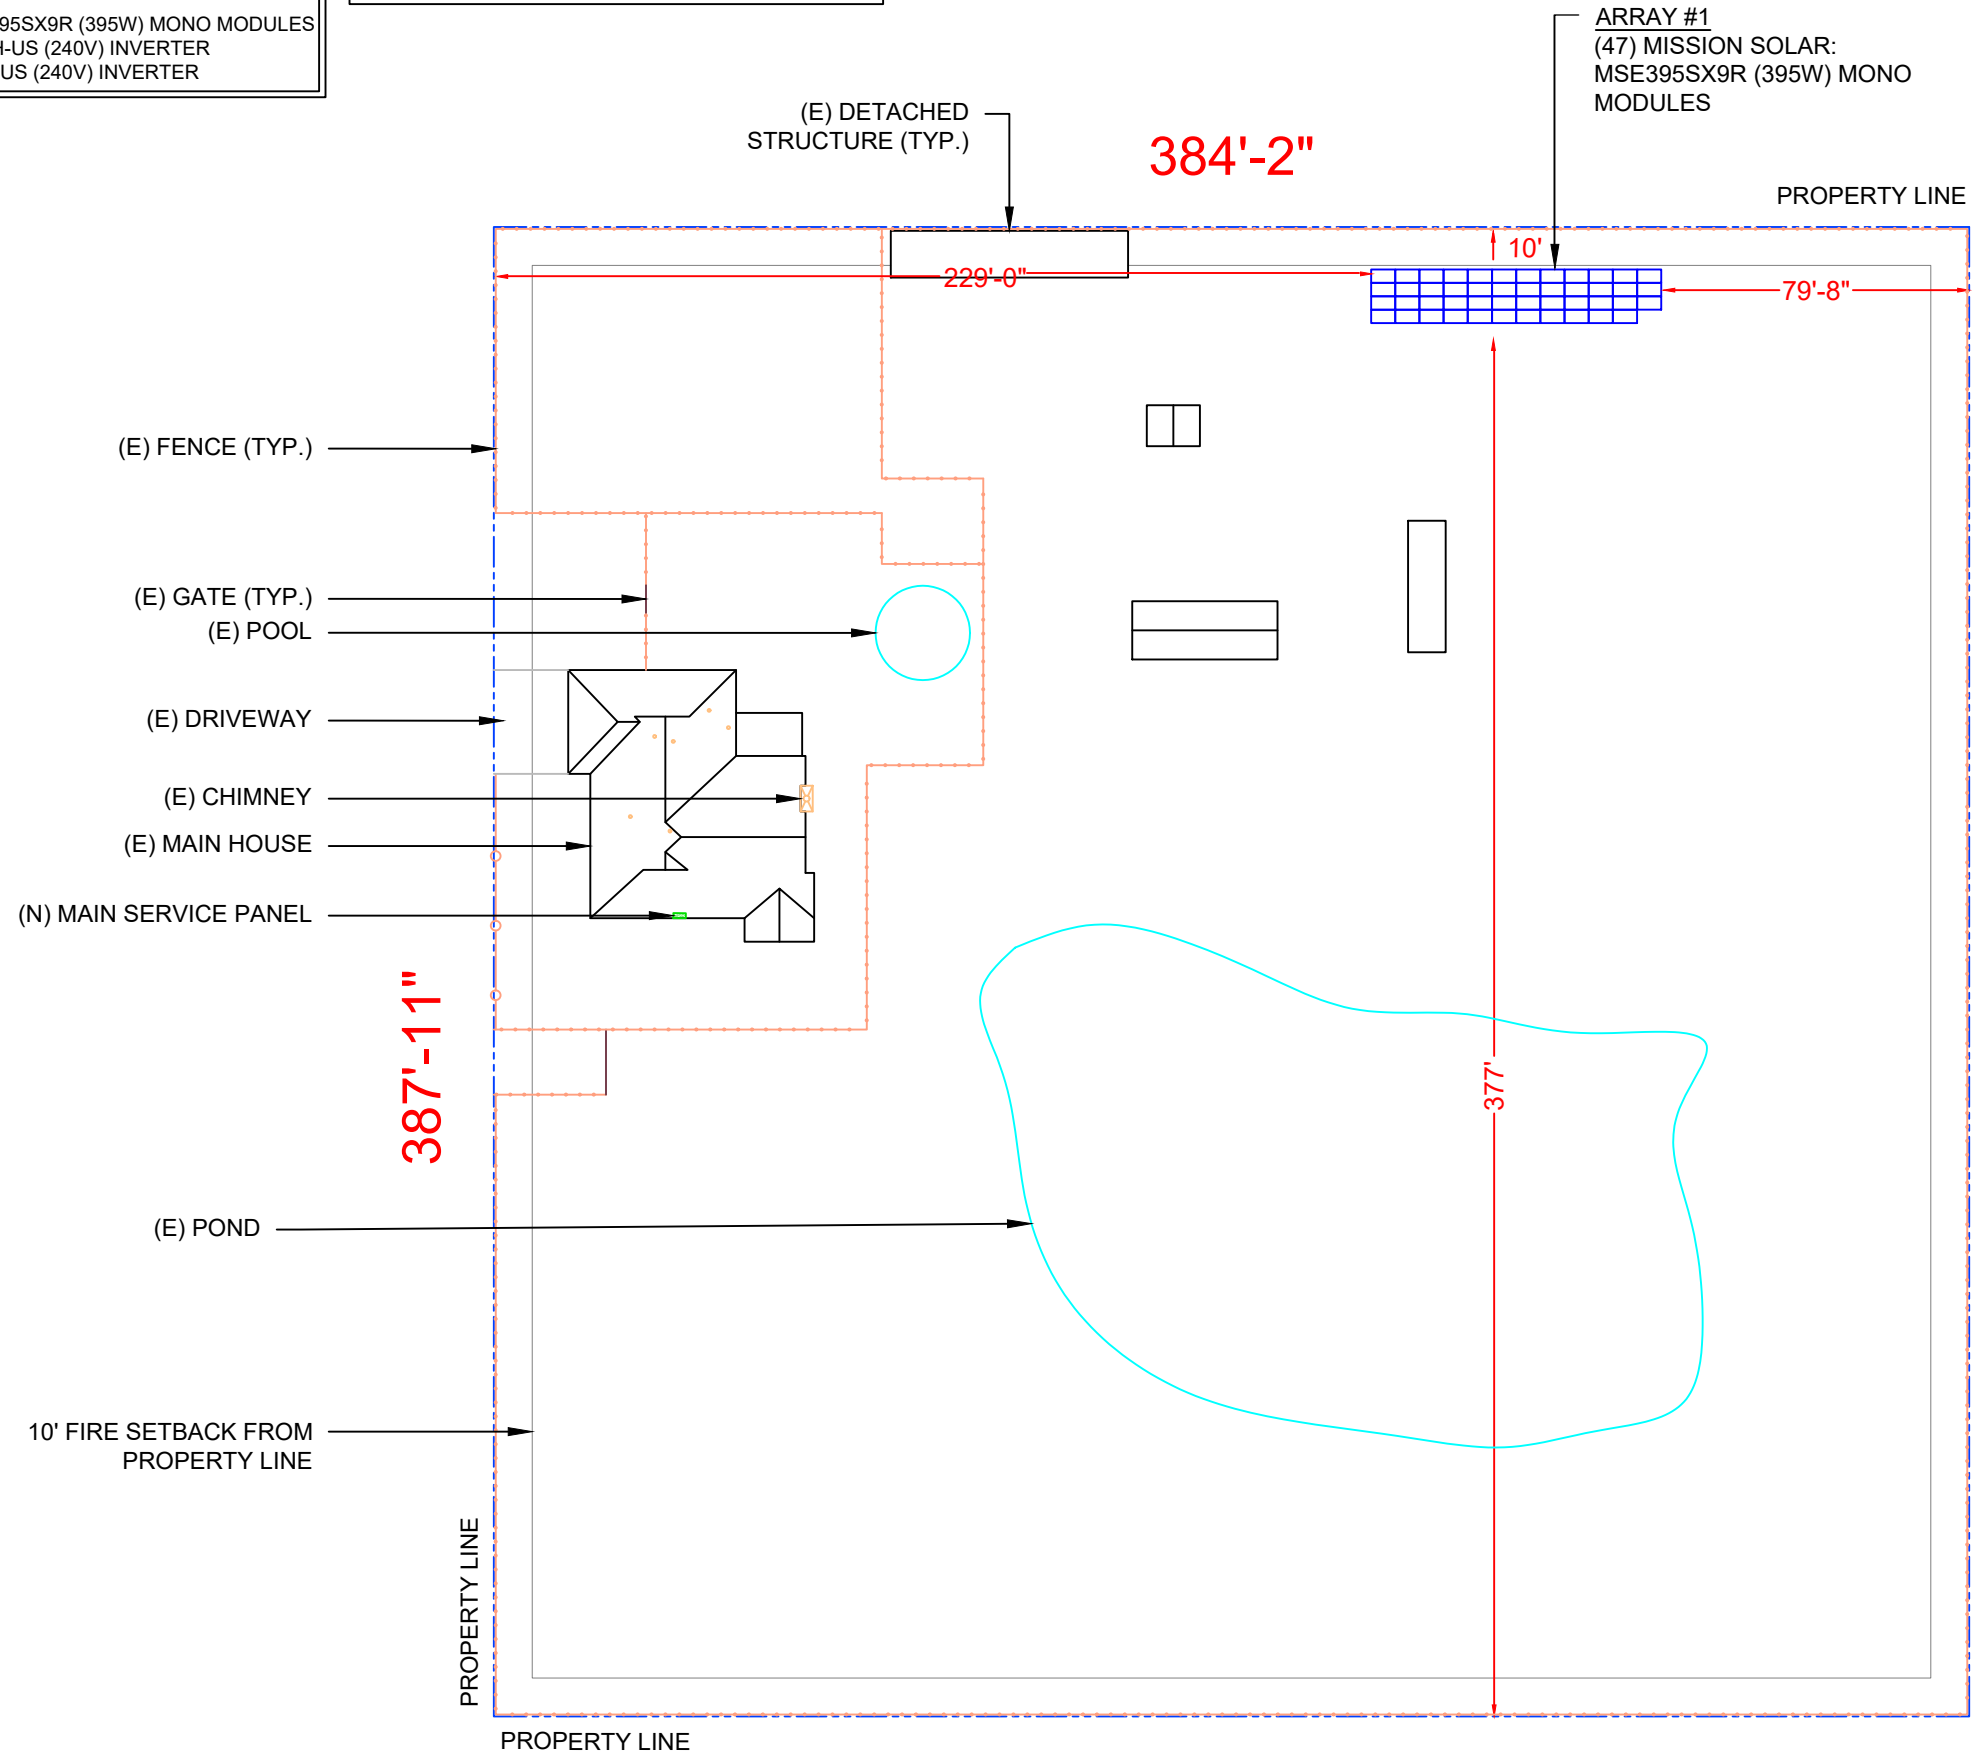 95SX9R (395W) MONO MODULES
H-US (240V) INVERTER
US (240V) INVERTER
ARRAY #1
(47) MISSION SOLAR:
MSE395SX9R (395W) MONO
MODULES
(E) DETACHED
STRUCTURE (TYP.)
384'-2"
PROPERTY LINE
10'
229'-0"
79'-8"
(E) FENCE (TYP.)
(E) GATE (TYP.)
(E) POOL
(E) DRIVEWAY
(E) CHIMNEY
(E) MAIN HOUSE
(N) MAIN SERVICE PANEL
387'-11"
377'
(E) POND
10' FIRE SETBACK FROM
PROPERTY LINE
PROPERTY LINE
PROPERTY LINE